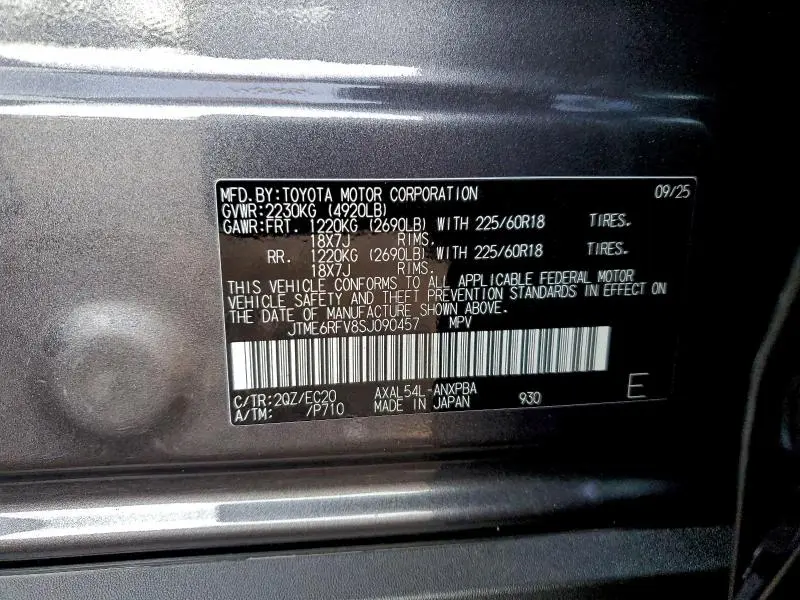 MFD.BY:TOYOTA MOTOR CORPORATION 09/25
GVWR:2230KG (4920LB)
GAWR:FRT. 1220KG (2690LB) WITH 225/60R18 TIRES.
18X7J RIMS.
RR. 1220KG (2690LB) WITH 225/60R18 TIRES.
18X7J RIMS.
THIS VEHICLE CONFORMS TO ALL APPLICABLE FEDERAL MOTOR
VEHICLE SAFETY AND THEFT PREVENTION STANDARDS IN EFFECT ON
THE DATE OF MANUFACTURE SHOWN ABOVE.
JTME6RFV8SJ090457 MPV
C/TR:2QZ/EC20 AXAL54L-ANXPBA
A/TM: /P710 MADE IN JAPAN 930 E